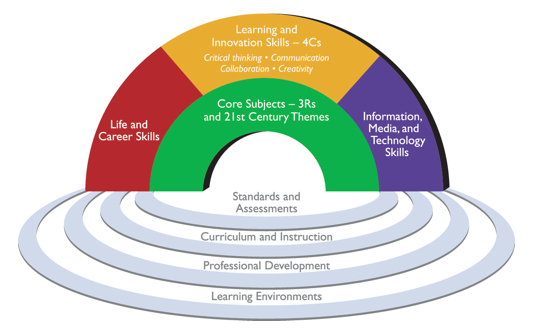 Learning and
Innovation Skills – 4Cs
Critical thinking • Communication
Collaboration • Creativity
Core Subjects – 3Rs
and 21st Century Themes
Life and
Career Skills
Information,
Media, and
Technology
Skills
Standards and
Assessments
Curriculum and Instruction
Professional Development
Learning Environments